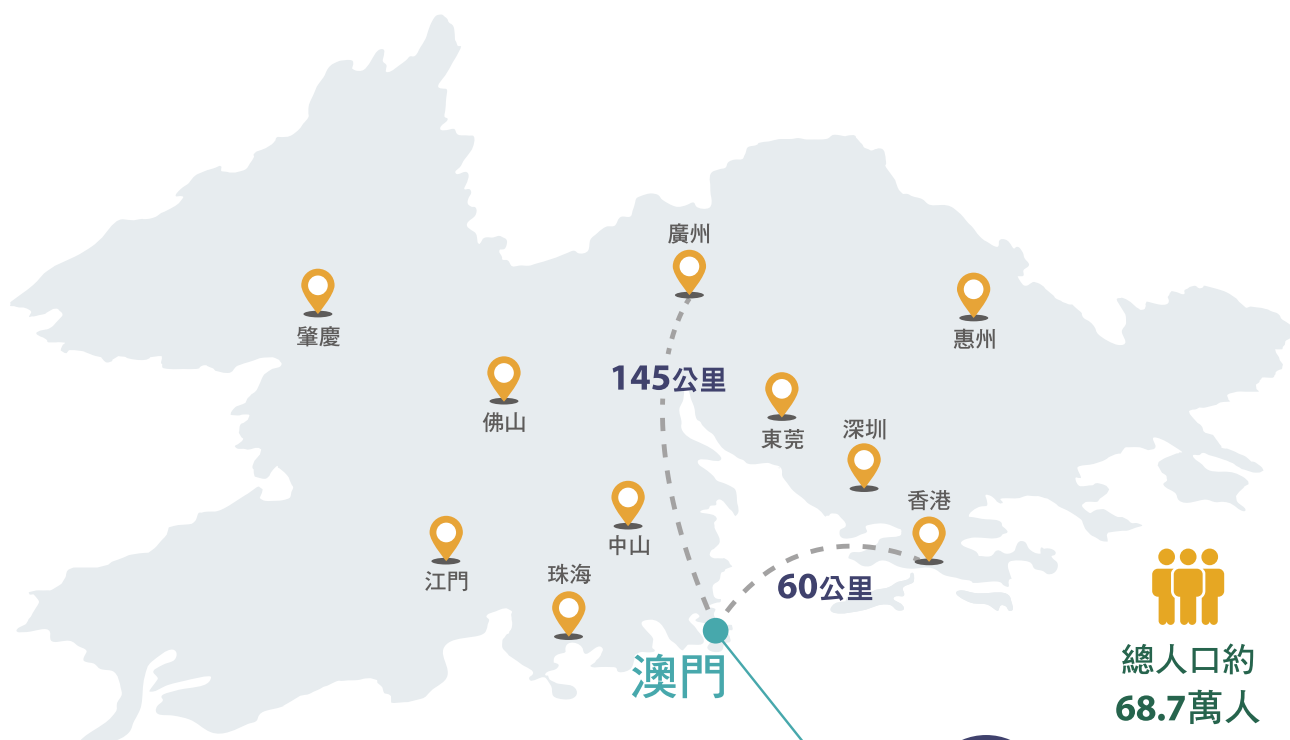 廣州
肇慶
惠州
145公里
佛山
東莞
深圳
香港
中山
江門
珠海
60公里
澳門
總人口約
68.7萬人